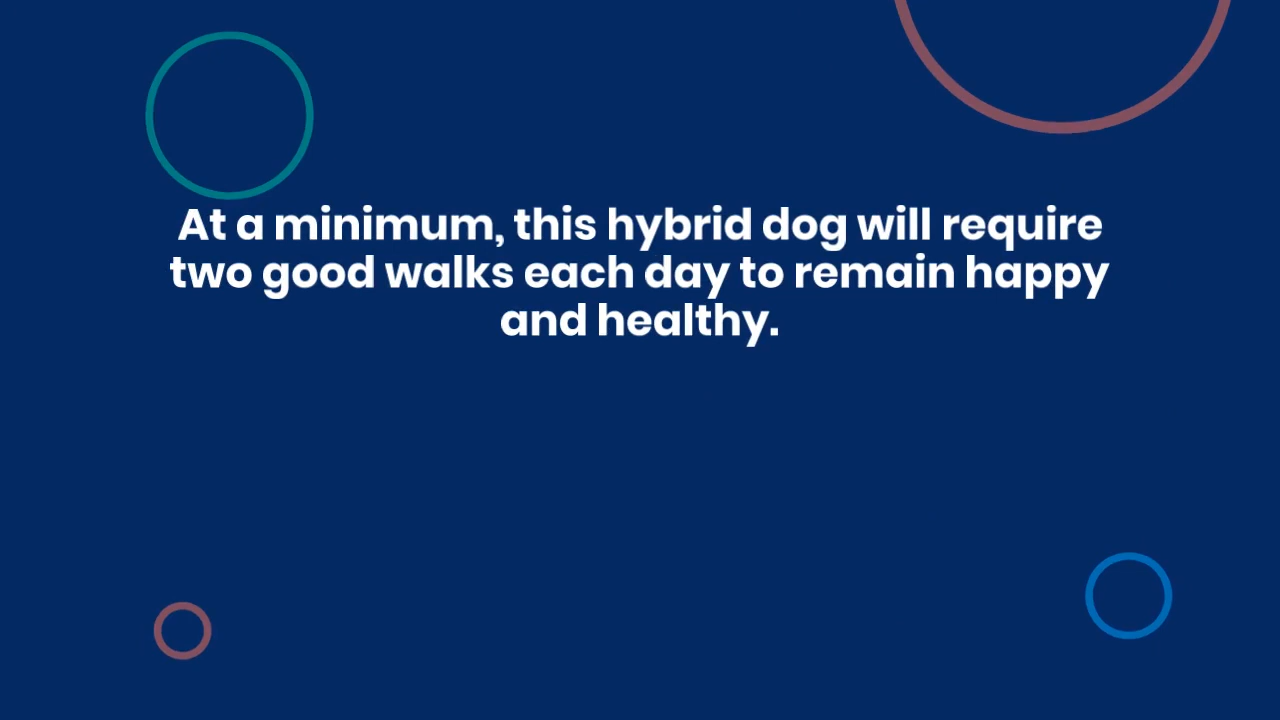 At a minimum, this hybrid dog will require
two good walks each day to remain happy
and healthy.